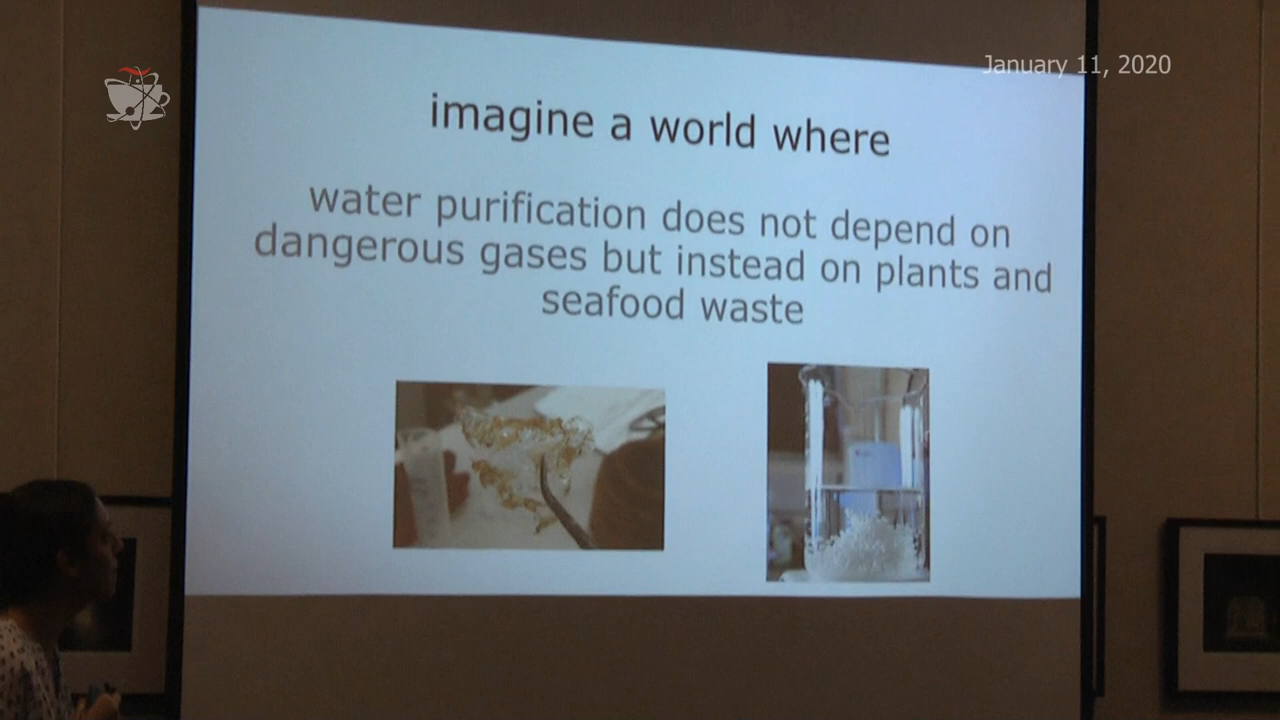 January 11, 2020
imagine a world where
water purification does not depend on
dangerous gases but instead on plants and
seafood waste